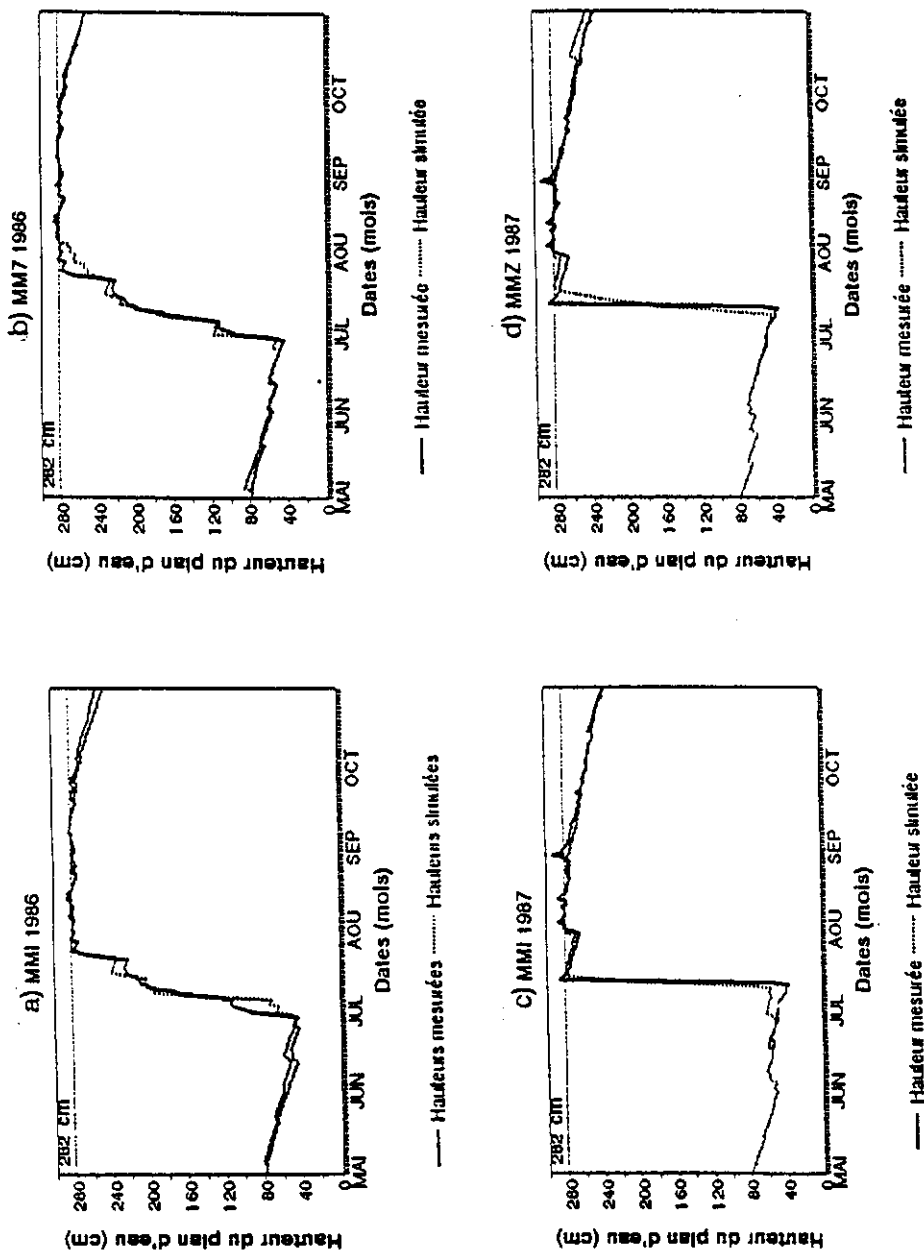 a) MMI 1986
Hauteur du plan d'eau (cm)
280
240
200
160
120
80
40
0
282 cm
MAI
JUN
JUL
AOU
SEP
OCT
Dates (mois)
Hauteurs mesurées
Hauteurs simulées
b) MM7 1986
Hauteur du plan d'eau (cm)
280
240
200
160
120
80
40
0
282 cm
MAI
JUN
JUL
AOU
SEP
OCT
Dates (mois)
Hauteur mesurée
Hauteur simulée
c) MMI 1987
Hauteur du plan d'eau (cm)
280
240
200
160
120
80
40
0
282 cm
MAI
JUN
JUL
AOU
SEP
OCT
Dates (mois)
Hauteur mesurée
Hauteur simulée
d) MMZ 1987
Hauteur du plan d'eau (cm)
280
240
200
160
120
80
40
0
282 cm
MAI
JUN
JUL
AOU
SEP
OCT
Dates (mois)
Hauteur mesurée
Hauteur simulée